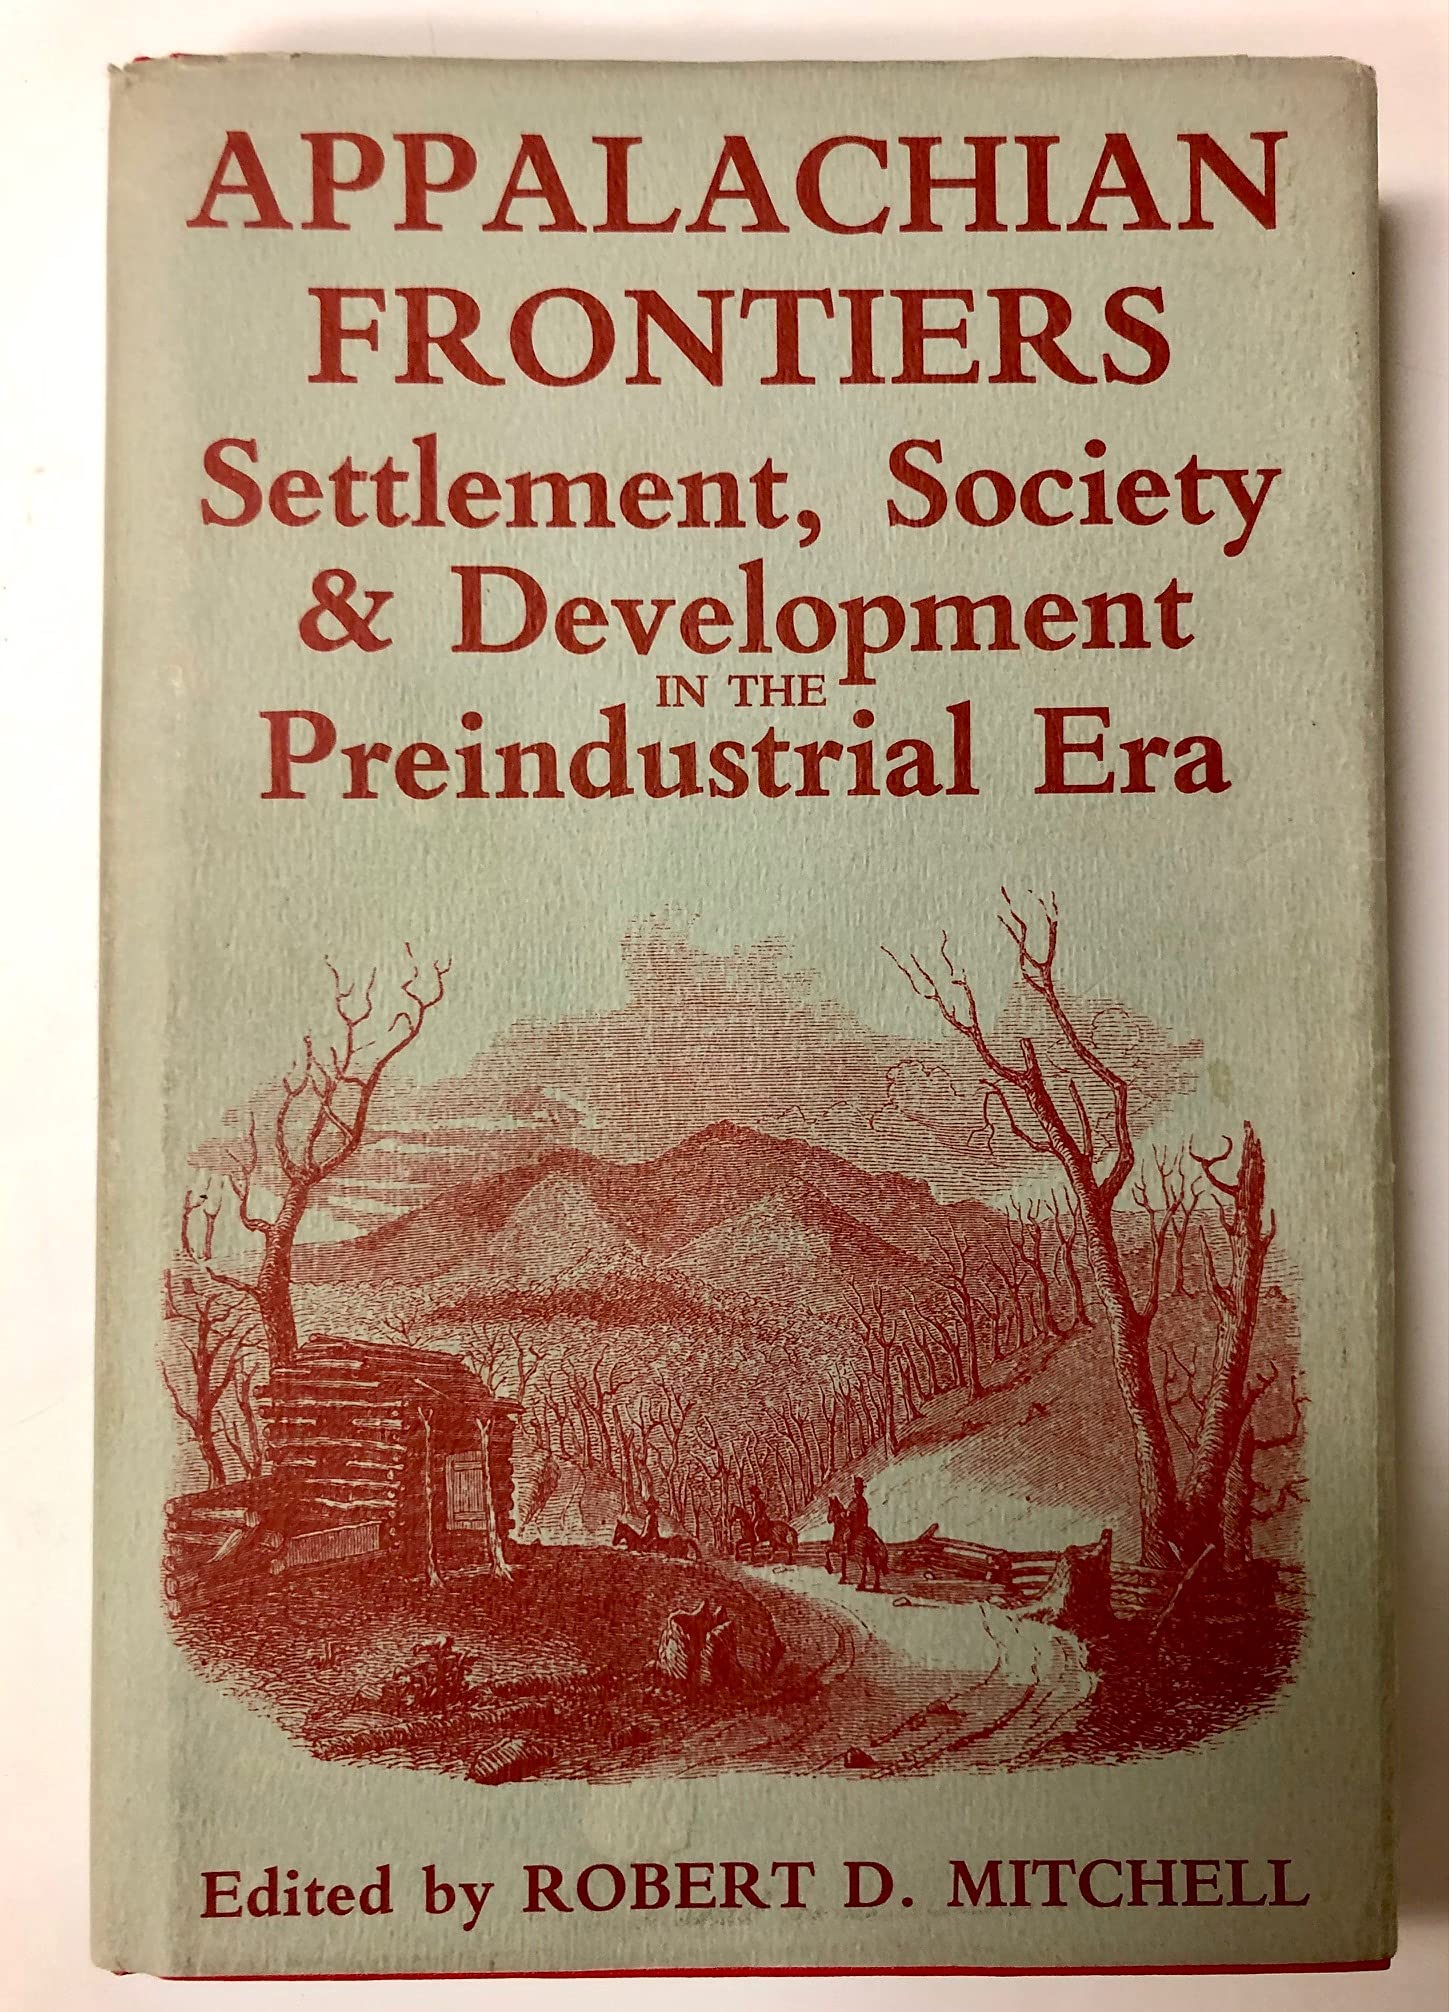 APPALACHIAN
FRONTIERS
Settlement, Society
& Development
IN THE
Preindustrial Era
Edited by ROBERT D. MITCHELL